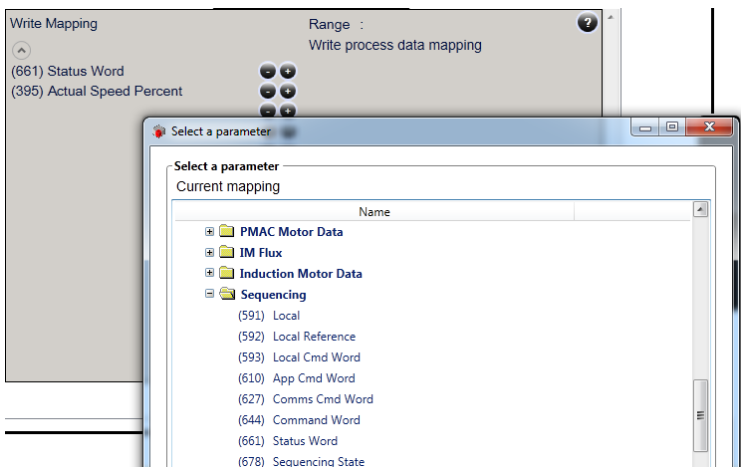 Write Mapping
Range :
?
Write process data mapping
(661) Status Word
(395) Actual Speed Percent
Select a parameter
Select a parameter
Current mapping
Name
PMAC Motor Data
IM Flux
Induction Motor Data
Sequencing
(591) Local
(592) Local Reference
(593) Local Cmd Word
(610) App Cmd Word
(627) Comms Cmd Word
(644) Command Word
(661) Status Word
(678) Sequencing State